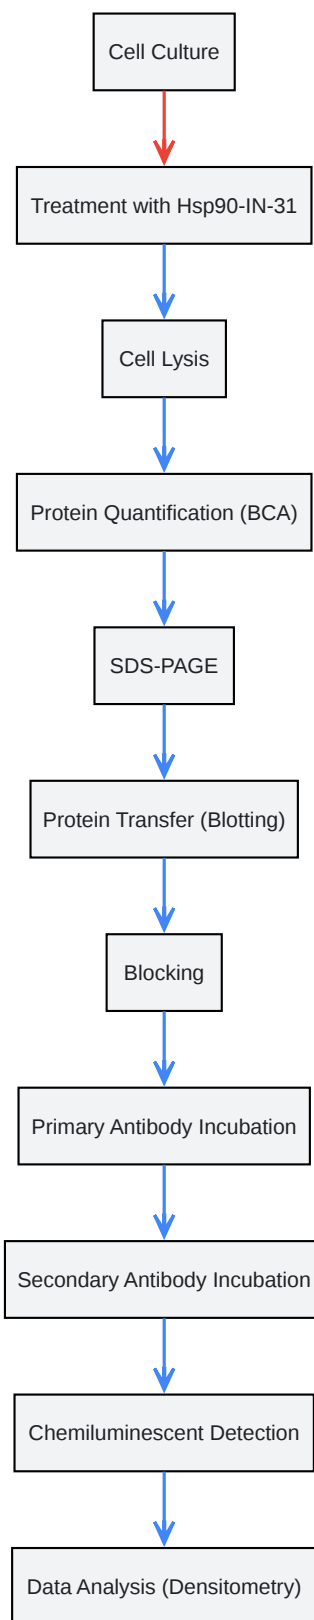 Cell Culture
Treatment with Hsp90-IN-31
Cell Lysis
Protein Quantification (BCA)
SDS-PAGE
Protein Transfer (Blotting)
Blocking
Primary Antibody Incubation
Secondary Antibody Incubation
Chemiluminescent Detection
Data Analysis (Densitometry)